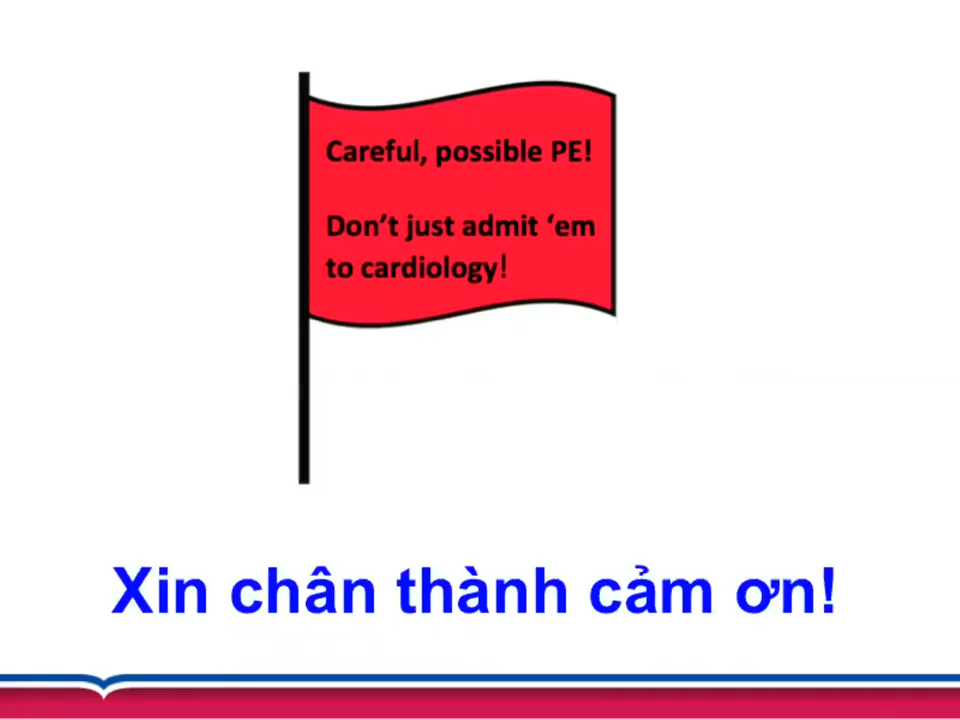 Careful, possible PE!
Don’t just admit ‘em
to cardiology!
Xin chân thành cảm ơn!